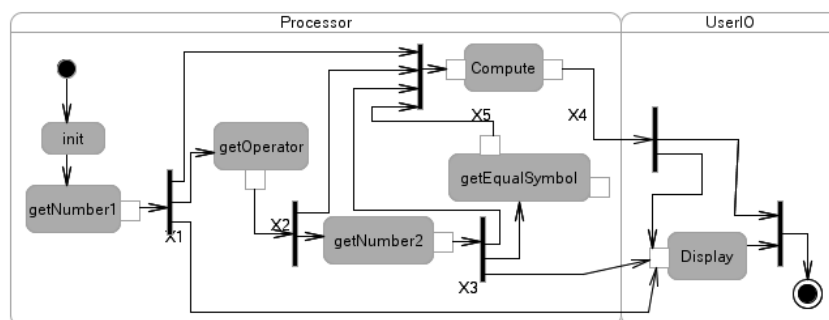 Processor
UserIO
Compute
X5
X4
init
getOperator
getEqualSymbol
getNumber1
X1
X2
getNumber2
X3
Display